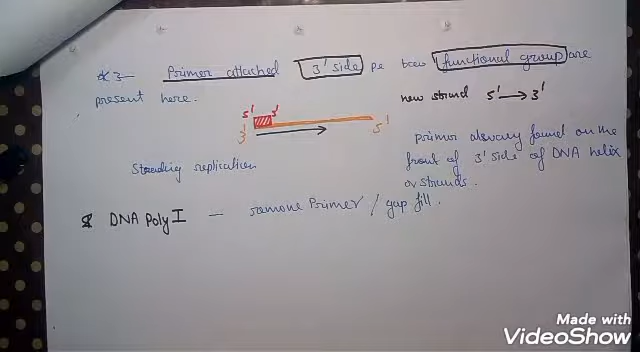 *3- Primer attached 3' side pe bcw functional group are
present here.
new strand 5' → 3'
5' 3'
3' 5'
primer always found on the
front of 3' side of DNA helix
or strands.
Standing replication
DNA Poly I - remove Primer / gap fill.
Made with
VideoShow